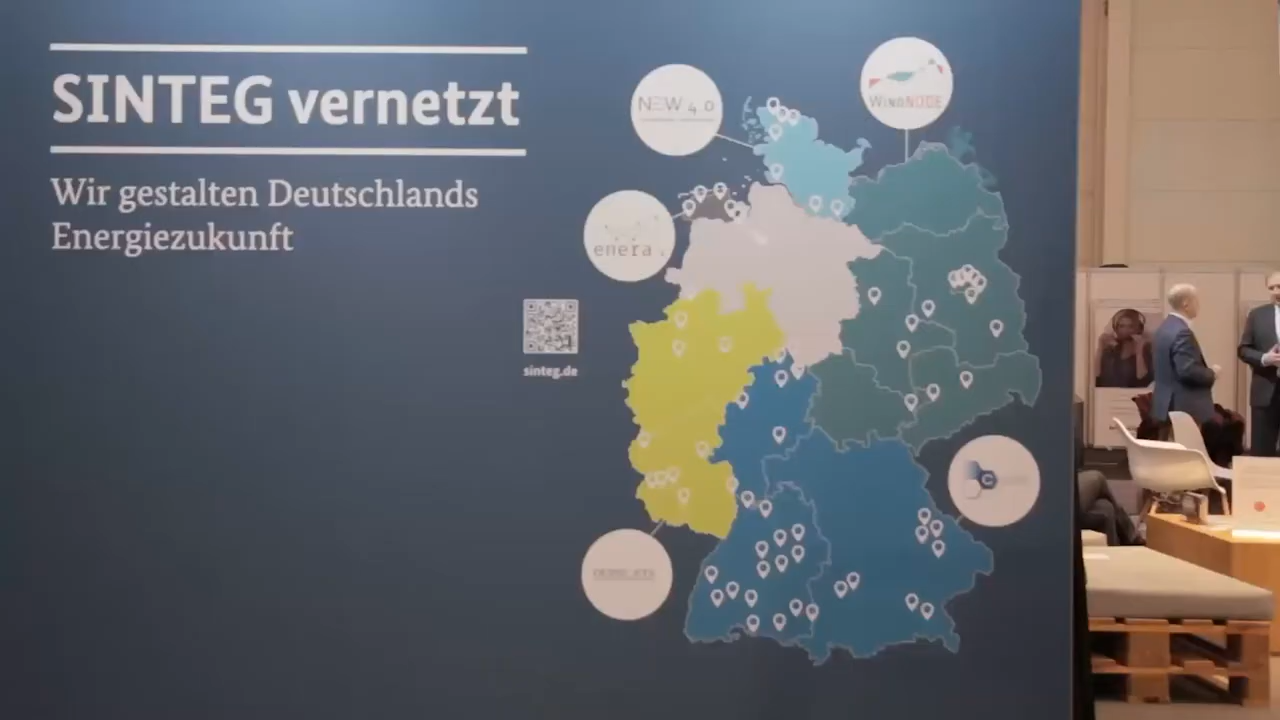 SINTEG vernetzt
Wir gestalten Deutschlands
Energiezukunft
NEW 4.0
WINDNODE
enera
sinteg.de
C